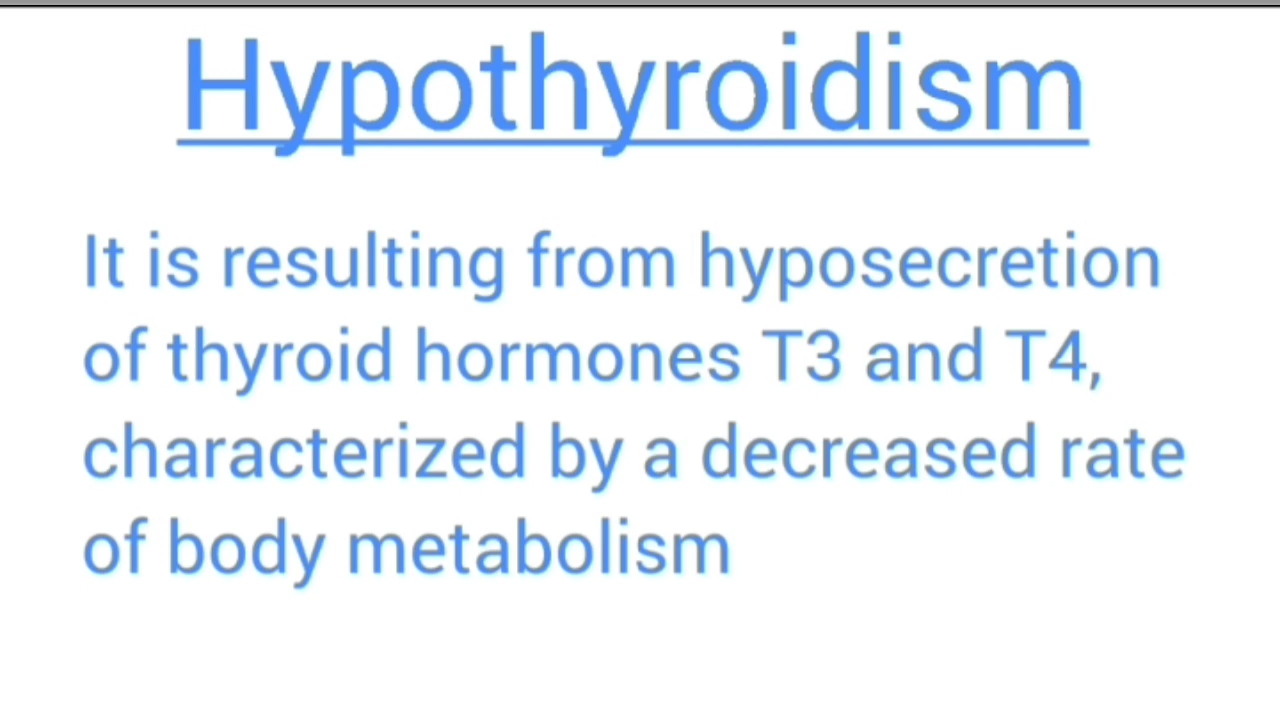 Hypothyroidism
It is resulting from hyposecretion
of thyroid hormones T3 and T4,
characterized by a decreased rate
of body metabolism